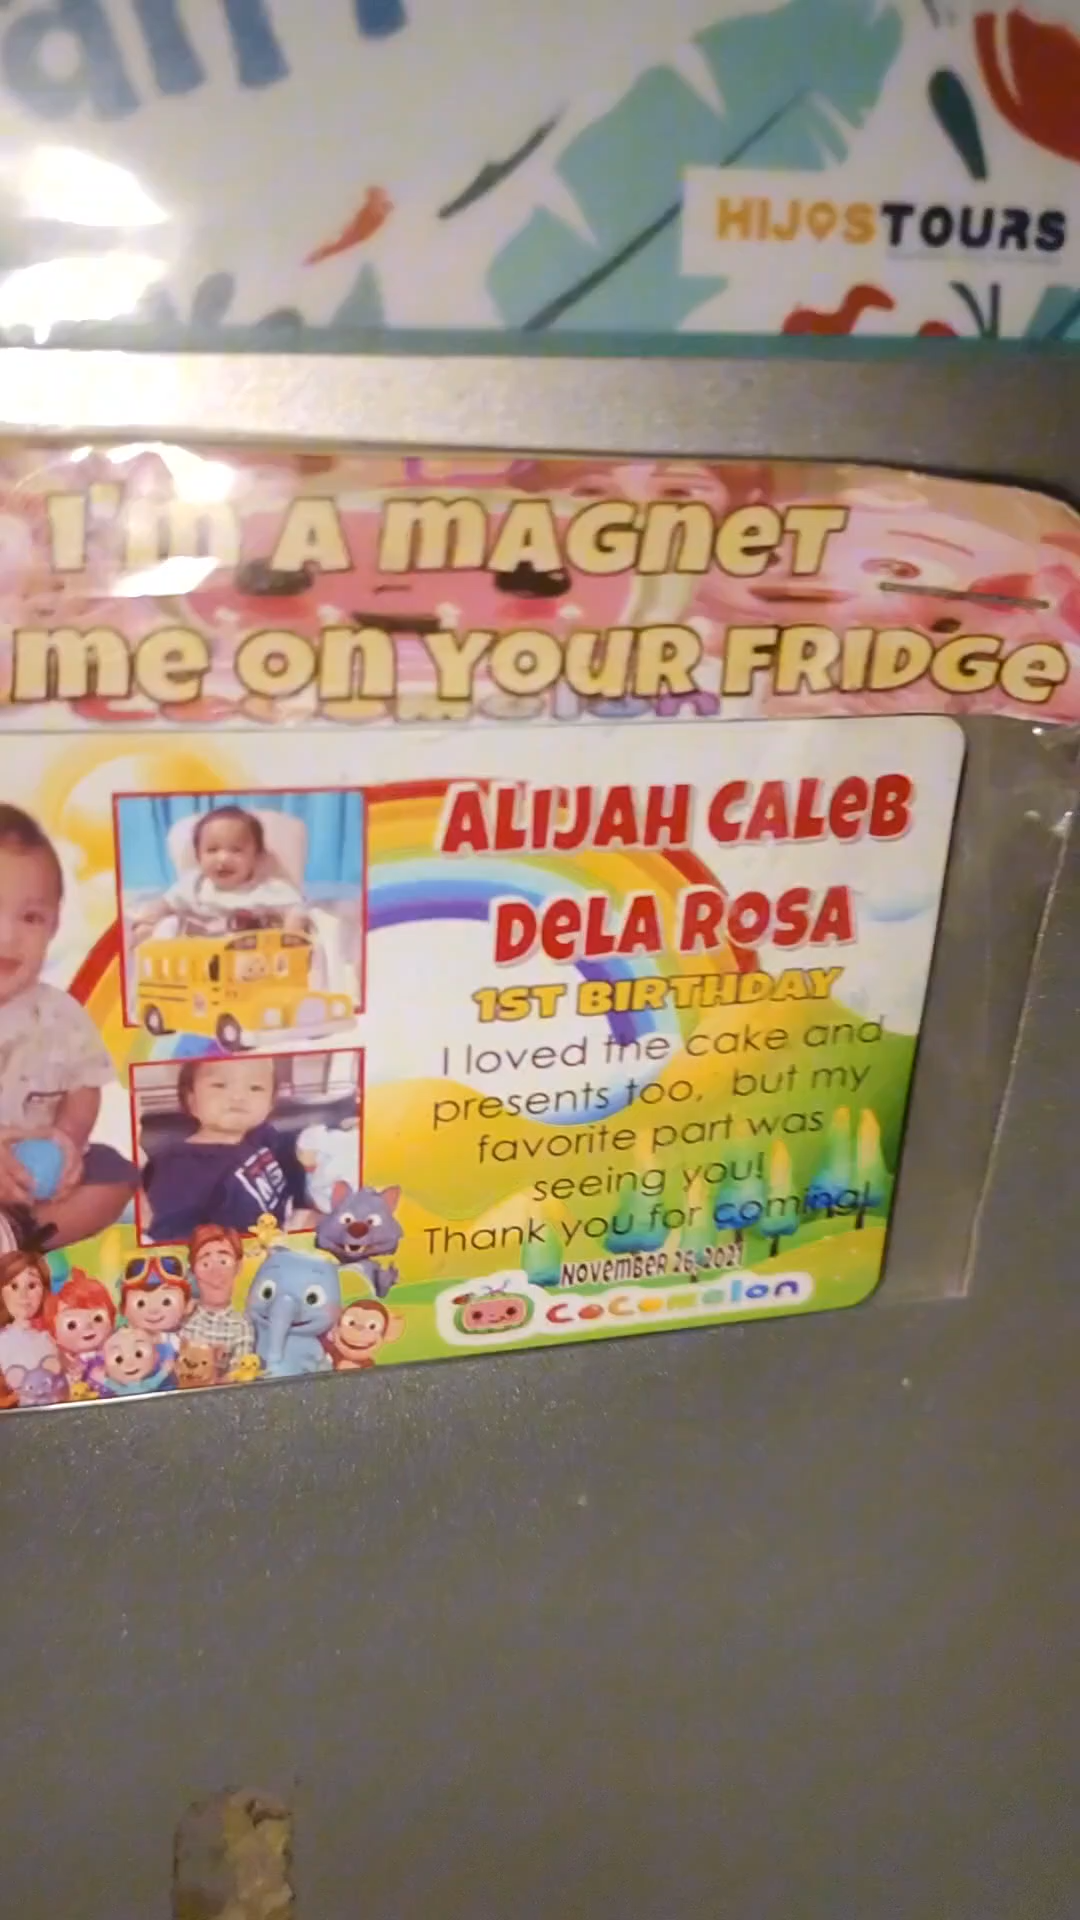 HIJOSTOURS
I'm A MAGNET
me on YOUR FRIDGE
ALIJAH CALEB
DELA ROSA
1ST BIRTHDAY
I loved the cake and
presents too, but my
favorite part was
seeing you!
Thank you for coming!
NOVEMBER 26, 2021
CoComelon